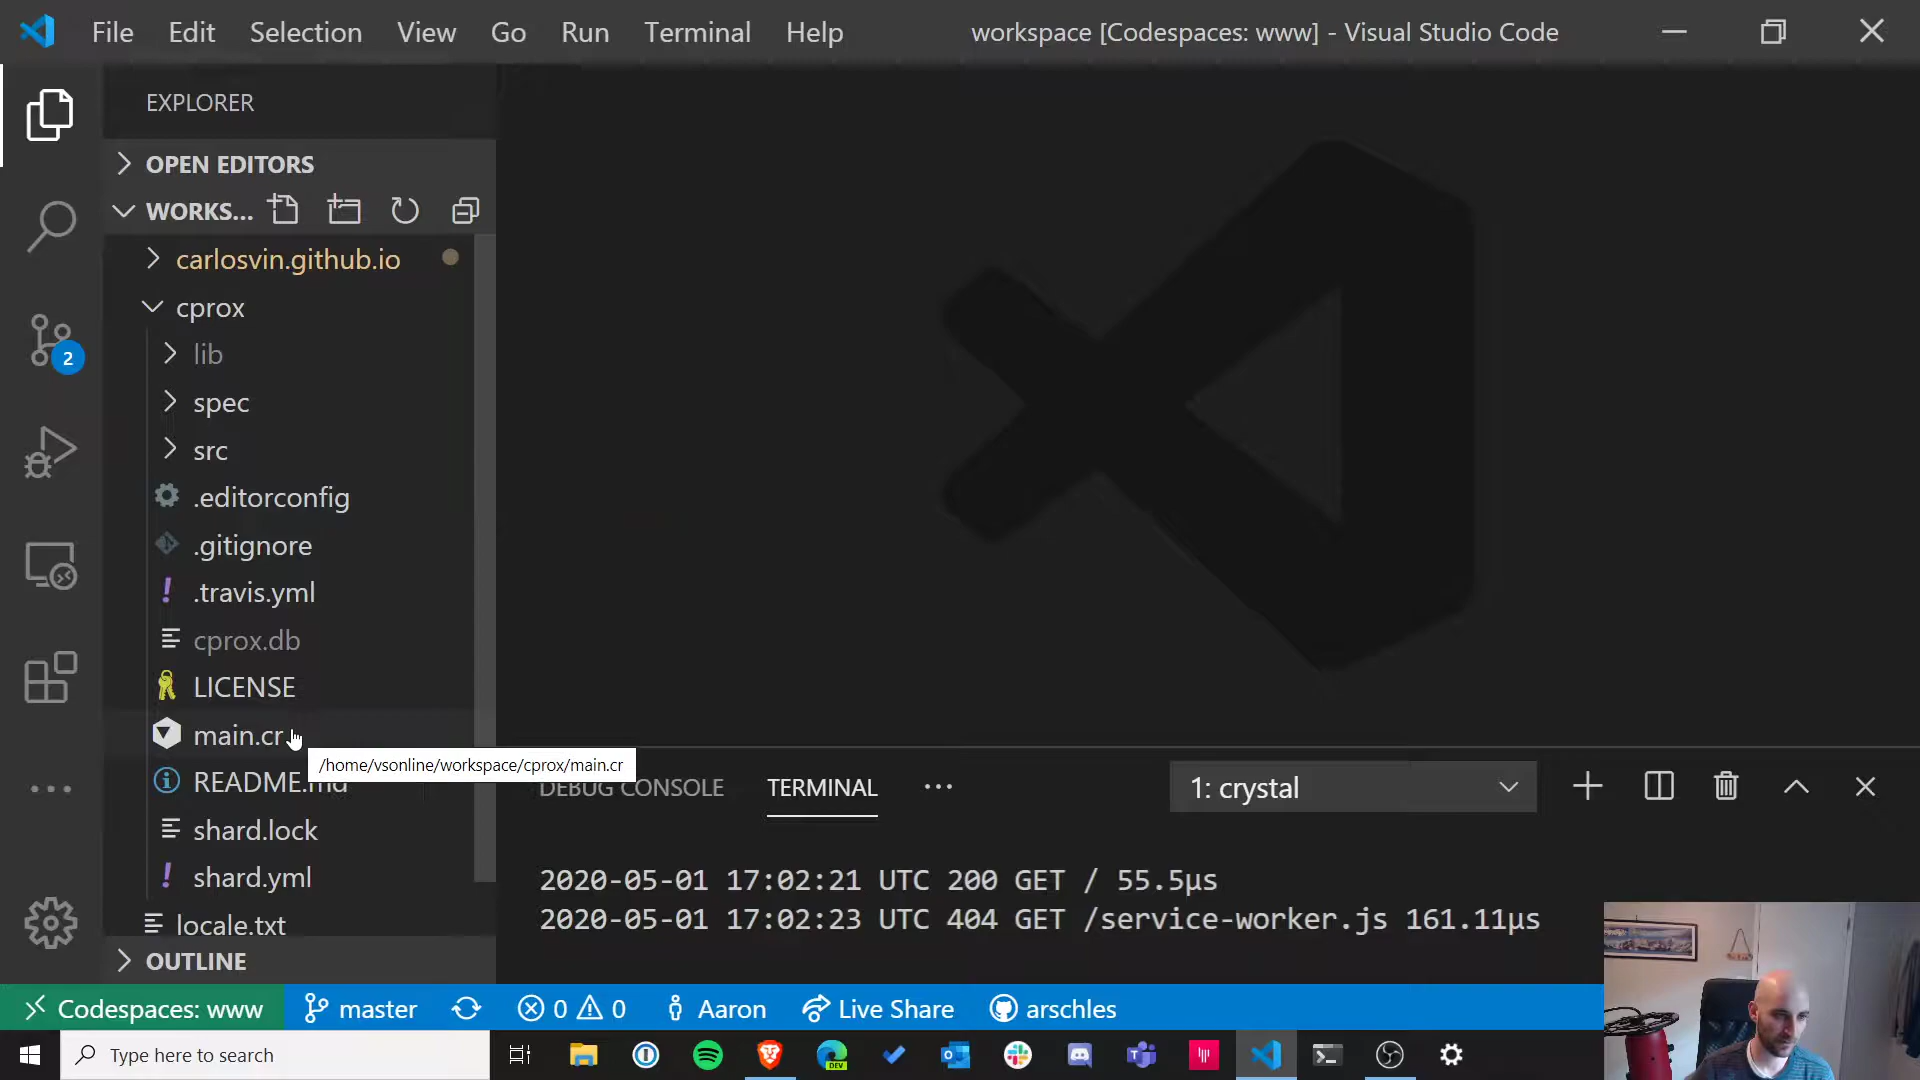 File Edit Selection View Go Run Terminal Help workspace [Codespaces: www] - Visual Studio Code
EXPLORER
OPEN EDITORS
WORKS...
carlosvin.github.io
cprox
lib
spec
src
.editorconfig
.gitignore
.travis.yml
cprox.db
LICENSE
main.cr
/home/vsonline/workspace/cprox/main.cr
README.md
shard.lock
shard.yml
locale.txt
OUTLINE
2
DEBUG CONSOLE TERMINAL ··· 1: crystal
2020-05-01 17:02:21 UTC 200 GET / 55.5µs
2020-05-01 17:02:23 UTC 404 GET /service-worker.js 161.11µs
Codespaces: www master 0 0 Aaron Live Share arschles
Type here to search
DEV